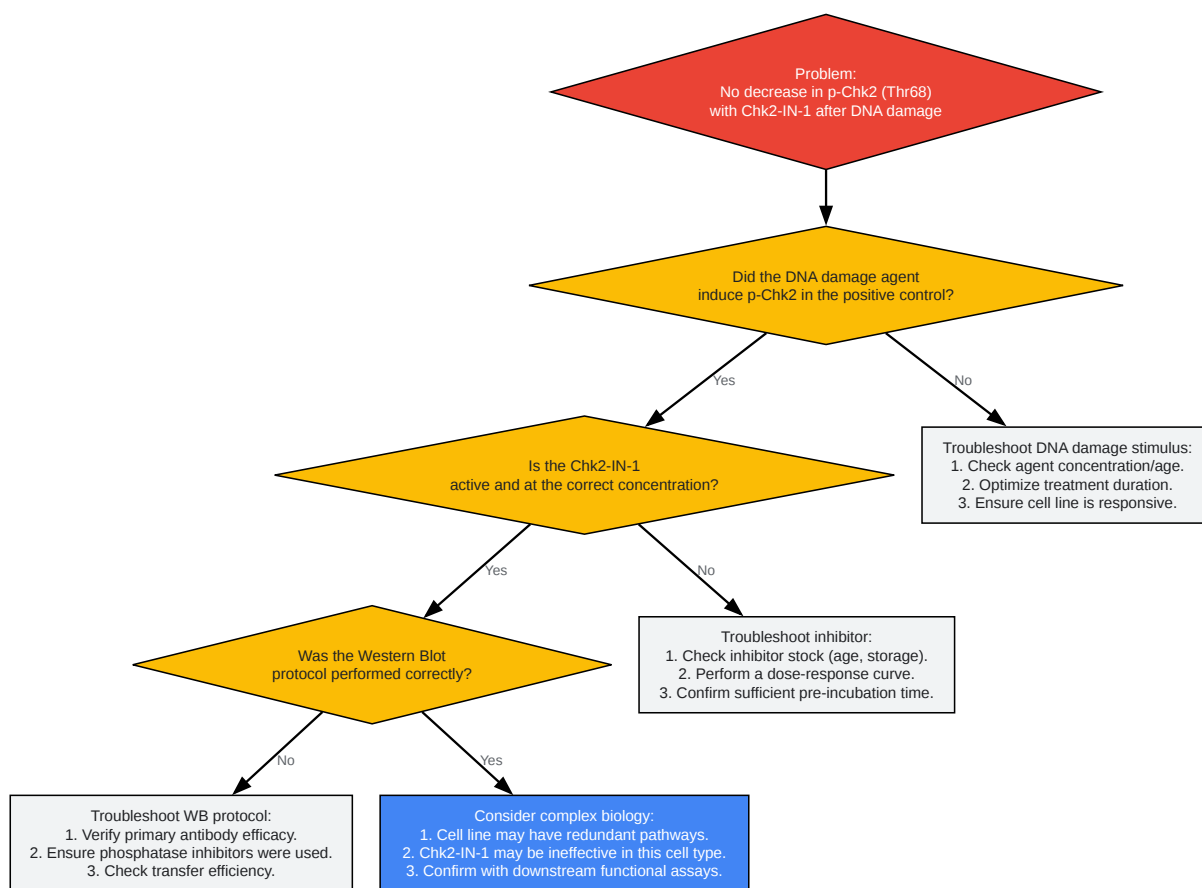 Problem:
No decrease in p-Chk2 (Thr68)
with Chk2-IN-1 after DNA damage
Did the DNA damage agent
induce p-Chk2 in the positive control?
Yes
No
Is the Chk2-IN-1
active and at the correct concentration?
Troubleshoot DNA damage stimulus:
1. Check agent concentration/age.
2. Optimize treatment duration.
3. Ensure cell line is responsive.
Yes
No
Was the Western Blot
protocol performed correctly?
Troubleshoot inhibitor:
1. Check inhibitor stock (age, storage).
2. Perform a dose-response curve.
3. Confirm sufficient pre-incubation time.
No
Yes
Troubleshoot WB protocol:
1. Verify primary antibody efficacy.
2. Ensure phosphatase inhibitors were used.
3. Check transfer efficiency.
Consider complex biology:
1. Cell line may have redundant pathways.
2. Chk2-IN-1 may be ineffective in this cell type.
3. Confirm with downstream functional assays.